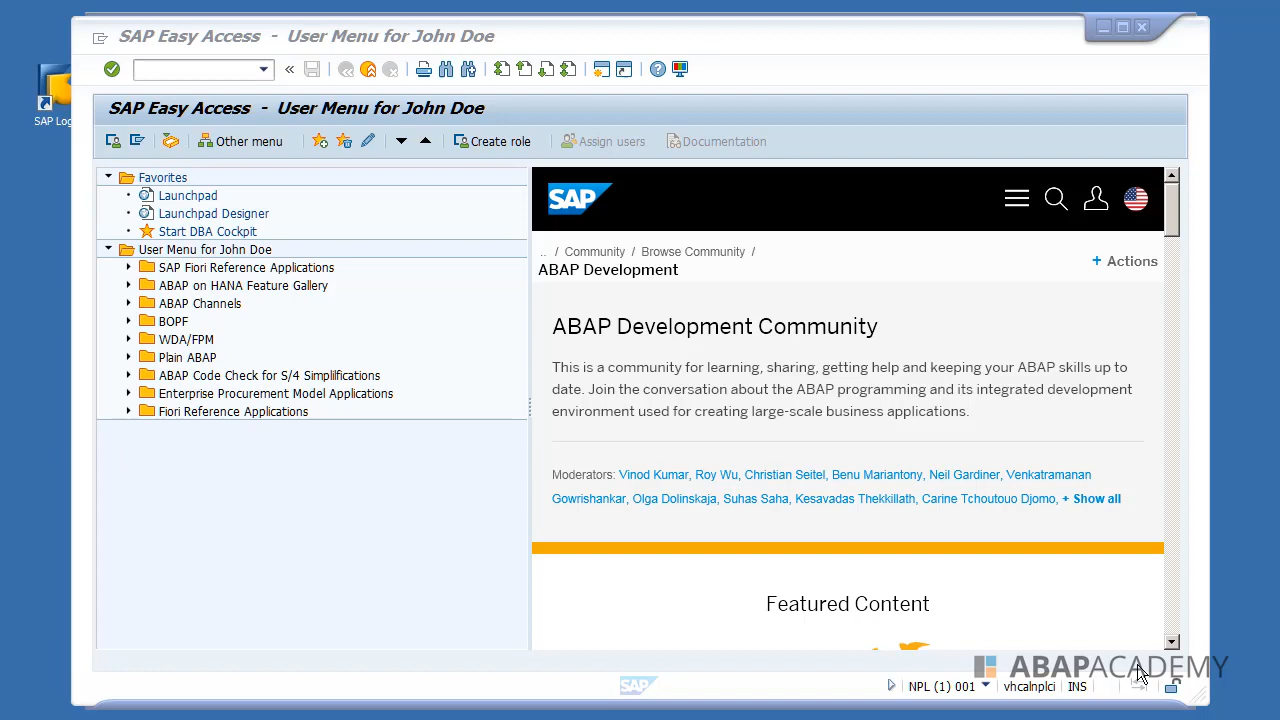 SAP Easy Access - User Menu for John Doe
SAP Log
SAP Easy Access - User Menu for John Doe
Other menu
Create role
Assign users
Documentation
Favorites
Launchpad
Launchpad Designer
Start DBA Cockpit
User Menu for John Doe
SAP Fiori Reference Applications
ABAP on HANA Feature Gallery
ABAP Channels
BOPF
WDA/FPM
Plain ABAP
ABAP Code Check for S/4 Simplifications
Enterprise Procurement Model Applications
Fiori Reference Applications
SAP
.. / Community / Browse Community /
ABAP Development
+ Actions
ABAP Development Community
This is a community for learning, sharing, getting help and keeping your ABAP skills up to
date. Join the conversation about the ABAP programming and its integrated development
environment used for creating large-scale business applications.
Moderators: Vinod Kumar, Roy Wu, Christian Seitel, Benu Mariantony, Neil Gardiner, Venkatramanan
Gowrishankar, Olga Dolinskaja, Suhas Saha, Kesavadas Thekkillath, Carine Tchoutouo Djomo, + Show all
Featured Content
ABAPACADEMY
SAP
NPL (1) 001
vhcalnplci
INS